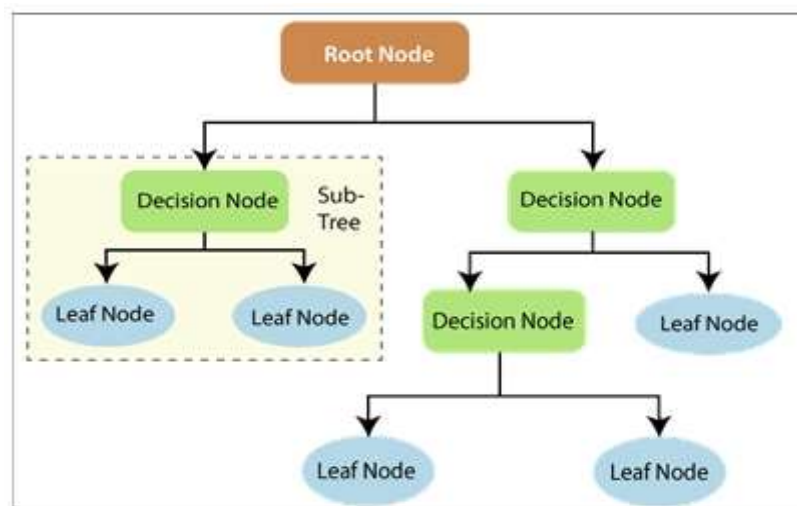 Root Node
Decision Node
Sub-
Tree
Decision Node
Leaf Node
Leaf Node
Decision Node
Leaf Node
Leaf Node
Leaf Node